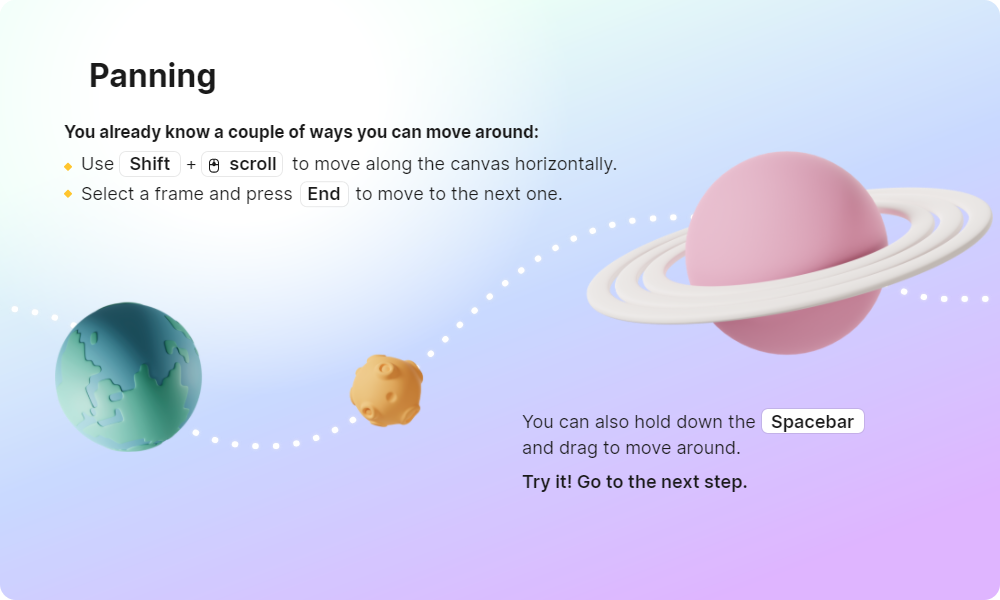 Panning
You already know a couple of ways you can move around:
Use Shift + scroll to move along the canvas horizontally.
Select a frame and press End to move to the next one.
You can also hold down the Spacebar
and drag to move around.
Try it! Go to the next step.